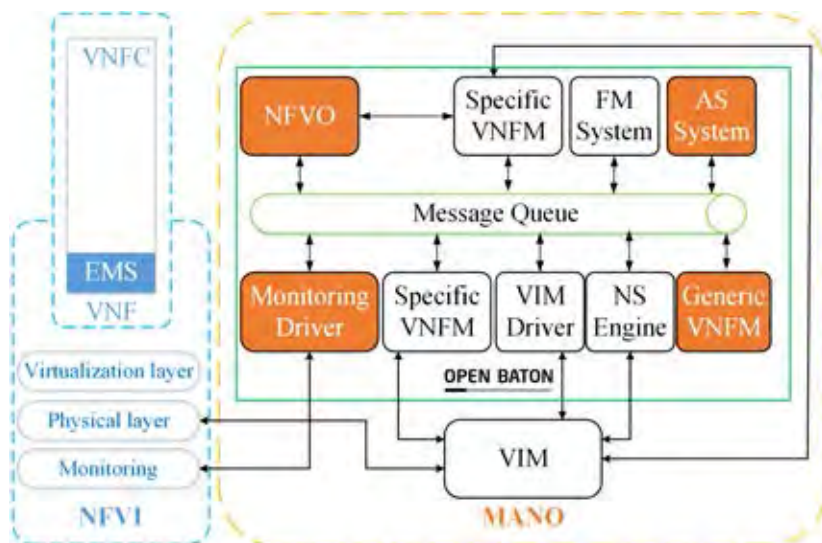 VNFC
EMS
VNF
Virtualization layer
Physical layer
Monitoring
NFVI
NFVO
Specific
VNFM
FM
System
AS
System
Message Queue
Monitoring
Driver
Specific
VNFM
VIM
Driver
NS
Engine
Generic
VNFM
OPEN BATON
VIM
MANO